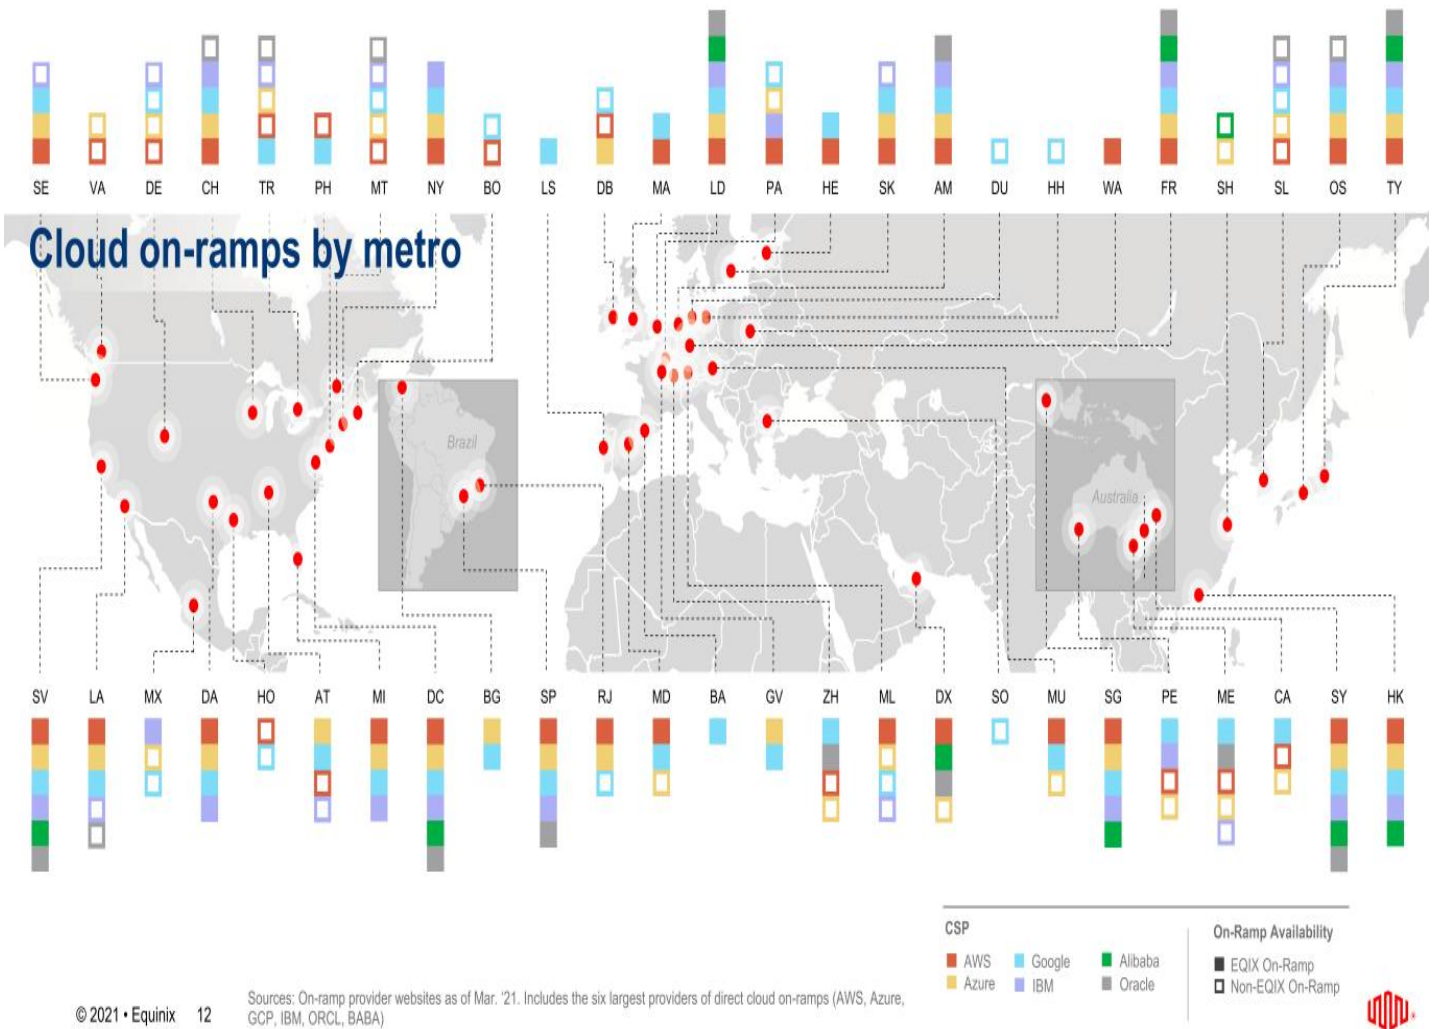 SE VA DE CH TR PH MT NY BO LS DB MA LD PA HE SK AM DU HH WA FR SH SL OS TY
Cloud on-ramps by metro
Brazil
Australia
SV LA MX DA HO AT MI DC BG SP RJ MD BA GV ZH ML DX SO MU SG PE ME CA SY HK
CSP
AWS Google Alibaba
Azure IBM Oracle
On-Ramp Availability
EQIX On-Ramp
Non-EQIX On-Ramp
© 2021 • Equinix 12
Sources: On-ramp provider websites as of Mar. '21. Includes the six largest providers of direct cloud on-ramps (AWS, Azure,
GCP, IBM, ORCL, BABA)